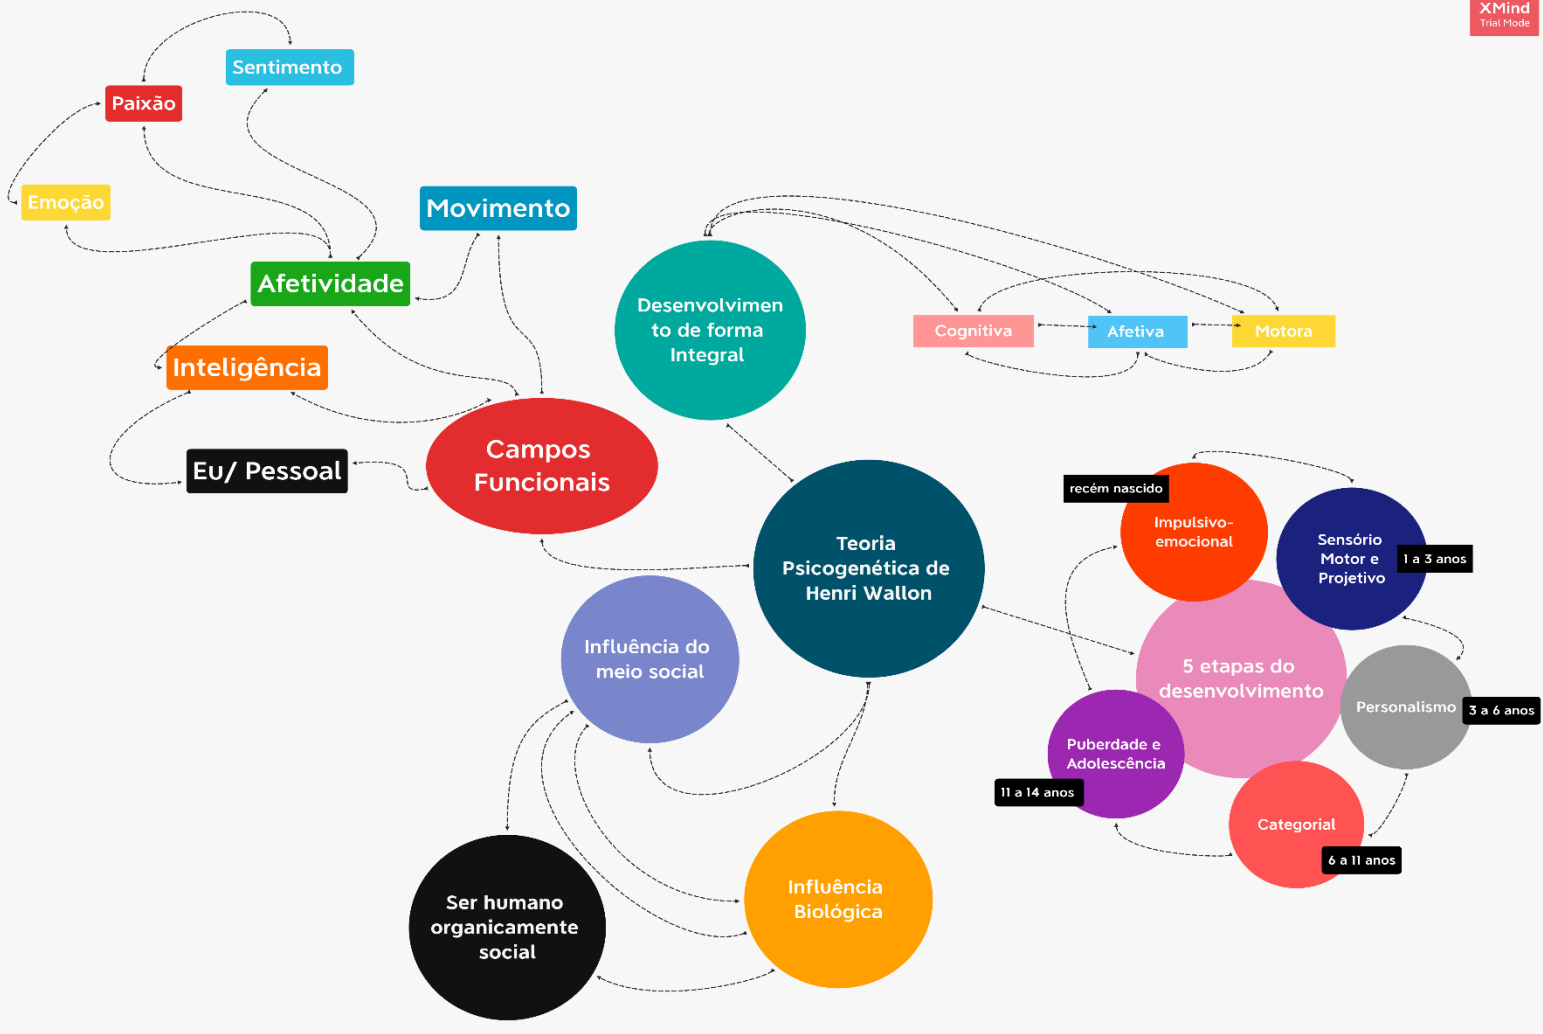 XMind
Trial Mode
Sentimento
Paixão
Emoção
Movimento
Afetividade
Inteligência
Eu/ Pessoal
Campos
Funcionais
Desenvolvimen
to de forma
Integral
Cognitiva
Afetiva
Motora
Teoria
Psicogenética de
Henri Wallon
Influência do
meio social
Ser humano
organicamente
social
Influência
Biológica
5 etapas do
desenvolvimento
recém nascido
Impulsivo-
emocional
Sensório
Motor e
Projetivo
1 a 3 anos
Personalismo
3 a 6 anos
Categorial
6 a 11 anos
Puberdade e
Adolescência
11 a 14 anos